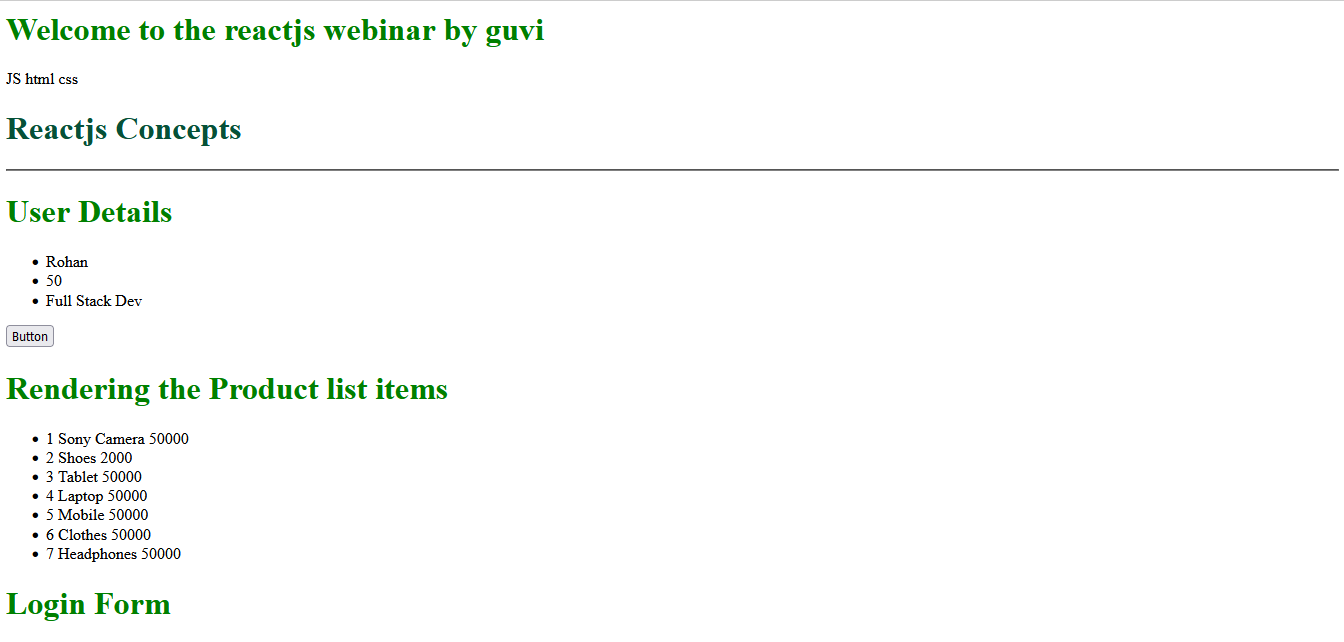 Welcome to the reactjs webinar by guvi
JS html css
Reactjs Concepts
User Details
Rohan
50
Full Stack Dev
Button
Rendering the Product list items
1 Sony Camera 50000
2 Shoes 2000
3 Tablet 50000
4 Laptop 50000
5 Mobile 50000
6 Clothes 50000
7 Headphones 50000
Login Form